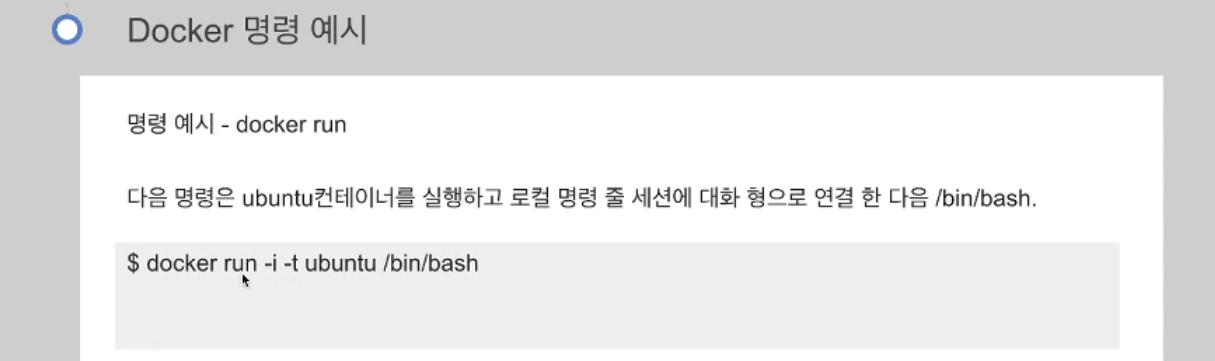 Docker 명령 예시
명령 예시 - docker run
다음 명령은 ubuntu컨테이너를 실행하고 로컬 명령 줄 세션에 대화 형으로 연결 한 다음 /bin/bash.
$ docker run -i -t ubuntu /bin/bash